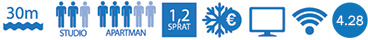 30m
STUDIO APARTMAN
1,2
SPRAT
€
4.28